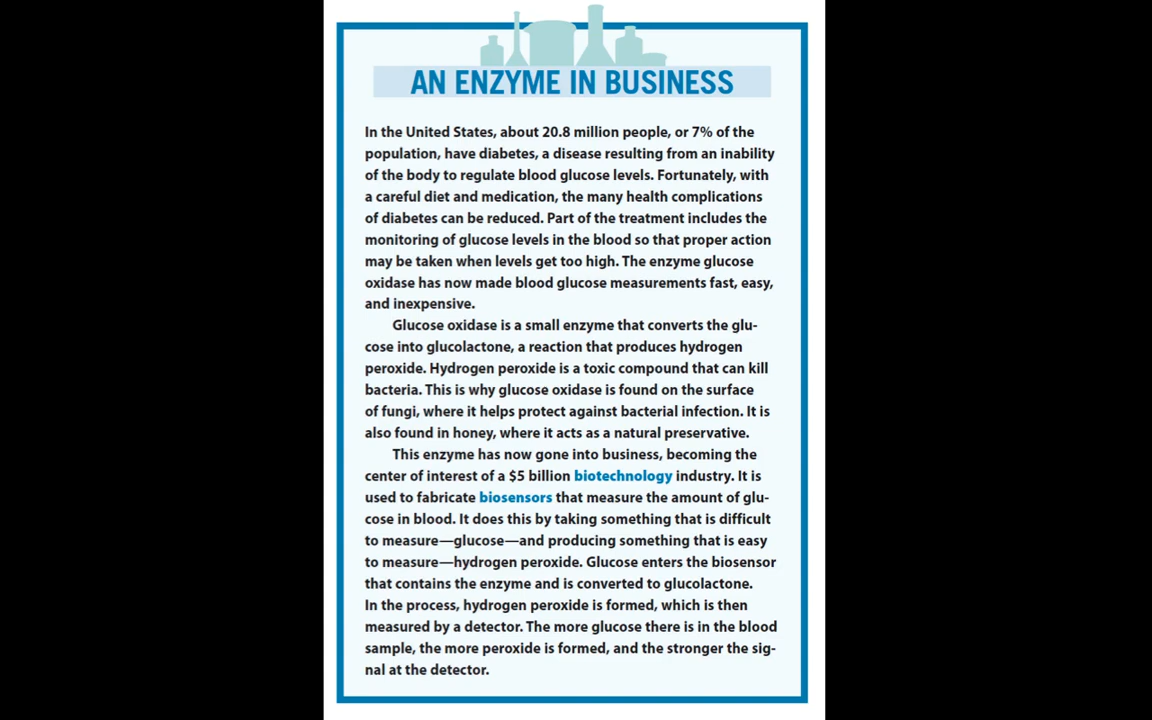 AN ENZYME IN BUSINESS
In the United States, about 20.8 million people, or 7% of the
population, have diabetes, a disease resulting from an inability
of the body to regulate blood glucose levels. Fortunately, with
a careful diet and medication, the many health complications
of diabetes can be reduced. Part of the treatment includes the
monitoring of glucose levels in the blood so that proper action
may be taken when levels get too high. The enzyme glucose
oxidase has now made blood glucose measurements fast, easy,
and inexpensive.
Glucose oxidase is a small enzyme that converts the glu-
cose into glucolactone, a reaction that produces hydrogen
peroxide. Hydrogen peroxide is a toxic compound that can kill
bacteria. This is why glucose oxidase is found on the surface
of fungi, where it helps protect against bacterial infection. It is
also found in honey, where it acts as a natural preservative.
This enzyme has now gone into business, becoming the
center of interest of a $5 billion biotechnology industry. It is
used to fabricate biosensors that measure the amount of glu-
cose in blood. It does this by taking something that is difficult
to measure—glucose—and producing something that is easy
to measure—hydrogen peroxide. Glucose enters the biosensor
that contains the enzyme and is converted to glucolactone.
In the process, hydrogen peroxide is formed, which is then
measured by a detector. The more glucose there is in the blood
sample, the more peroxide is formed, and the stronger the sig-
nal at the detector.